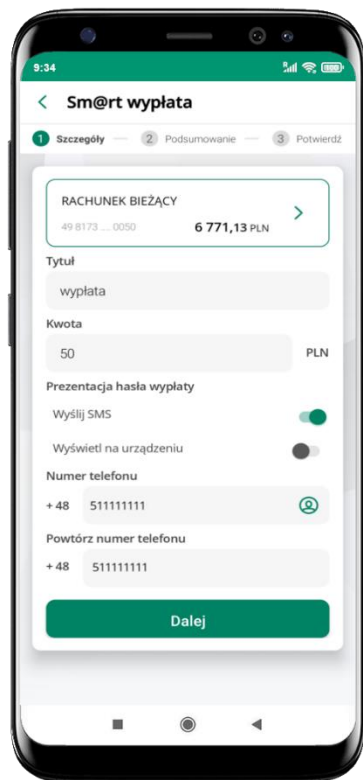 9:34
Sm@rt wypłata
1 Szczegóły 2 Podsumowanie 3 Potwierdź
RACHUNEK BIEŻĄCY
49 8173 ... 0050 6 771,13 PLN
Tytuł
wypłata
Kwota
50 PLN
Prezentacja hasła wypłaty
Wyślij SMS
Wyświetl na urządzeniu
Numer telefonu
+ 48 511111111
Powtórz numer telefonu
+ 48 511111111
Dalej